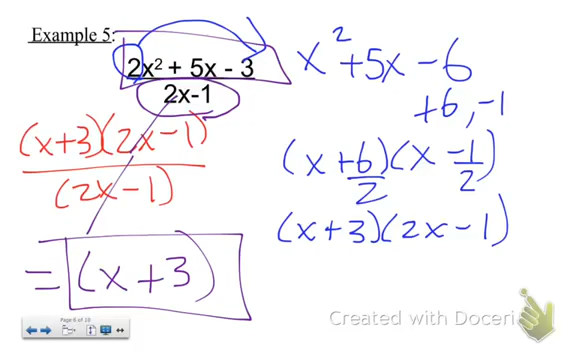 Example 5:
2x² + 5x - 3
2x-1
x² + 5x - 6
+6, -1
(x + 6/2)(x - 1/2)
(x + 3)(2x - 1)
(x+3)(2x-1)
(2x-1)
= (x + 3)
Page 6 of 10
Created with Doceri